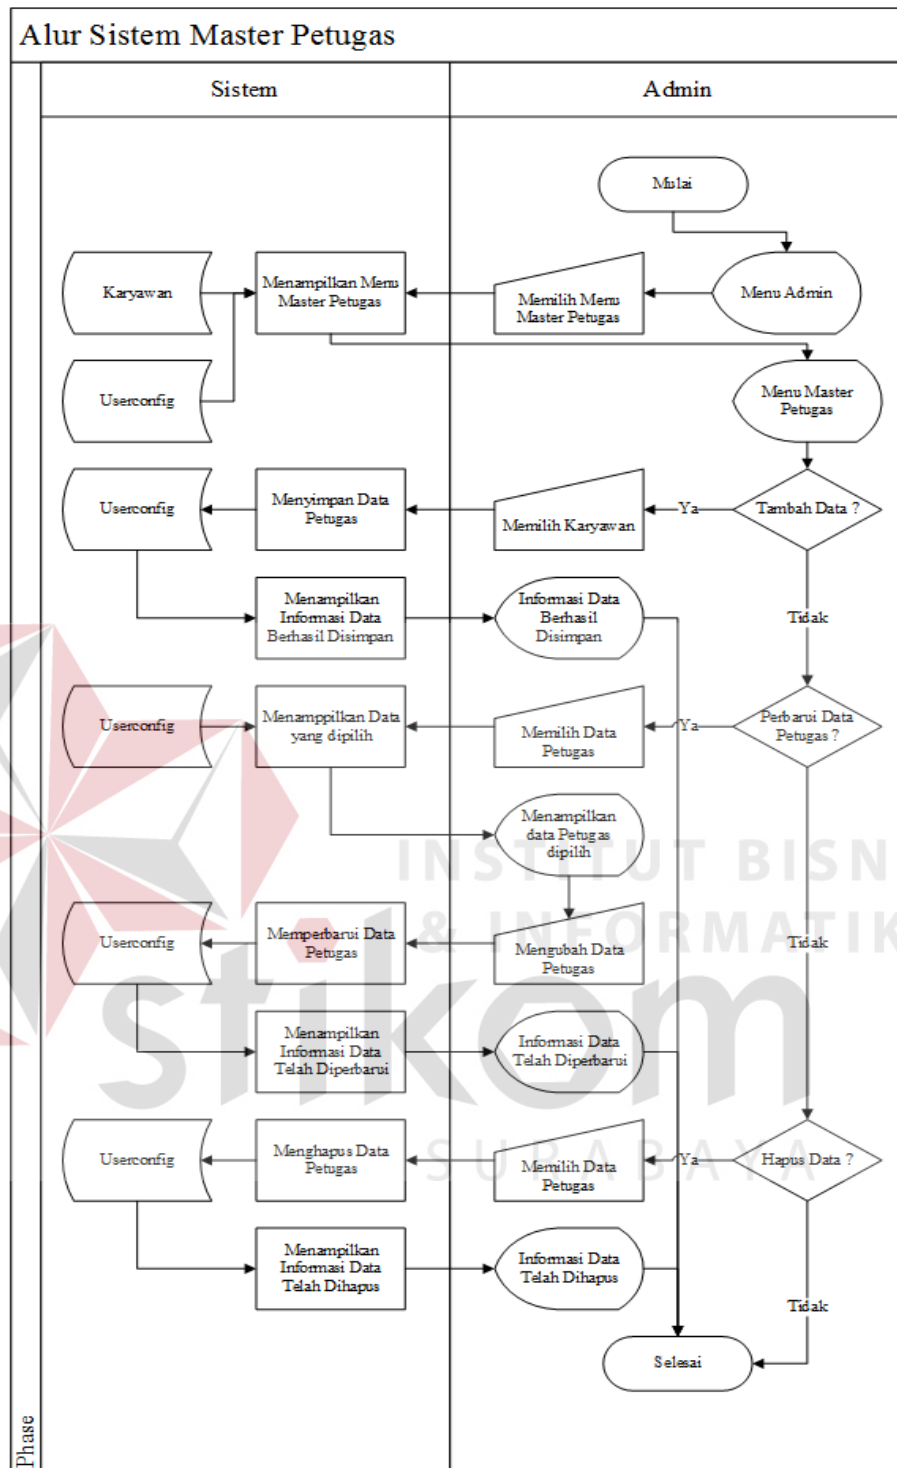 Alur Sistem Master Petugas
Sistem
Admin
Mulai
Karyawan
Menampilkan Menu
Master Petugas
Memilih Menu
Master Petugas
Menu Admin
Userconfig
Menu Master
Petugas
Userconfig
Menyimpan Data
Petugas
Memilih Karyawan
Ya
Tambah Data ?
Menampilkan
Informasi Data
Berhasil Disimpan
Informasi Data
Berhasil
Disimpan
Tidak
Userconfig
Menamppilkan Data
yang dipilih
Memilih Data
Petugas
Ya
Perbarui Data
Petugas ?
Menampilkan
data Petugas
dipilih
INSTITUT BISN
& INFORMATIK
Userconfig
Memperbarui Data
Petugas
Mengubah Data
Petugas
Tidak
stikom
Menampilkan
Informasi Data
Telah Diperbarui
Informasi Data
Telah Diperbarui
Userconfig
Menghapus Data
Petugas
Memilih Data
Petugas
Ya
Hapus Data ?
SURABAYA
Menampilkan
Informasi Data
Telah Dihapus
Informasi Data
Telah Dihapus
Tidak
Selesai
Phase